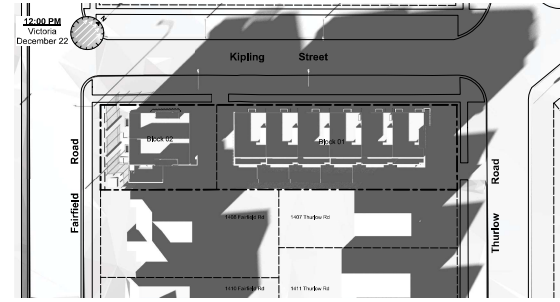 12:00 PM
Victoria
December 22
N
Kipling Street
Block 02
Block 01
Fairfield Road
Thurlow Road
1408 Fairfield Rd
1407 Thurlow Rd
1410 Fairfield Rd
1411 Thurlow Rd